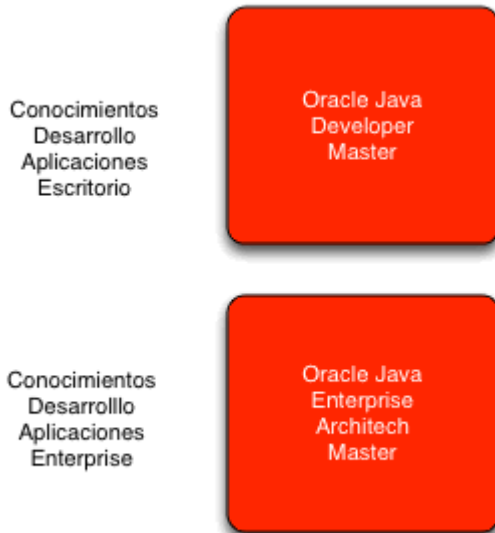 Conocimientos
Desarrollo
Aplicaciones
Escritorio
Oracle Java
Developer
Master
Conocimientos
Desarrolllo
Aplicaciones
Enterprise
Oracle Java
Enterprise
Architech
Master